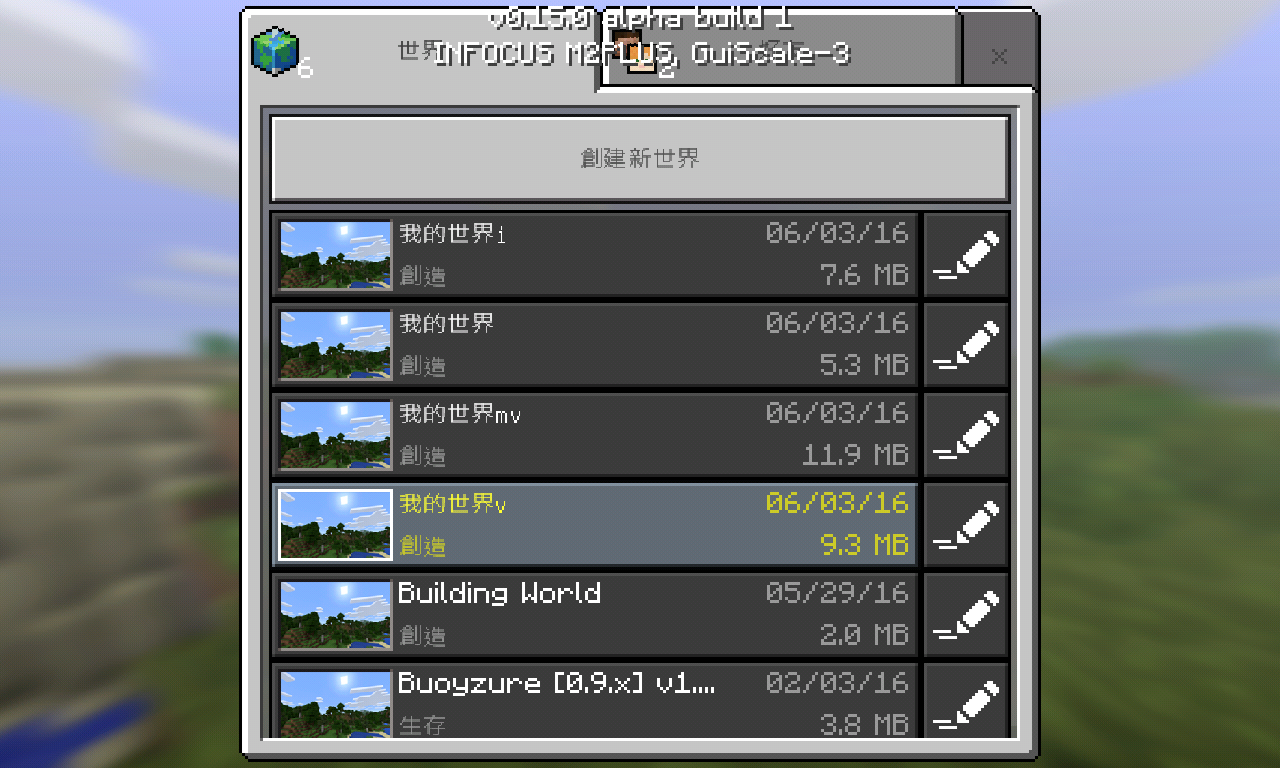 v0.15.0 alpha build 1
世界
INFOCUS M2PLUS, GuiScale-3
6
2
創建新世界
我的世界i
06/03/16
創造
7.6 MB
我的世界
06/03/16
創造
5.3 MB
我的世界mv
06/03/16
創造
11.9 MB
我的世界v
06/03/16
創造
9.3 MB
Building World
05/29/16
創造
2.0 MB
Buoyzure [0.9.x] v1....
02/03/16
生存
3.8 MB